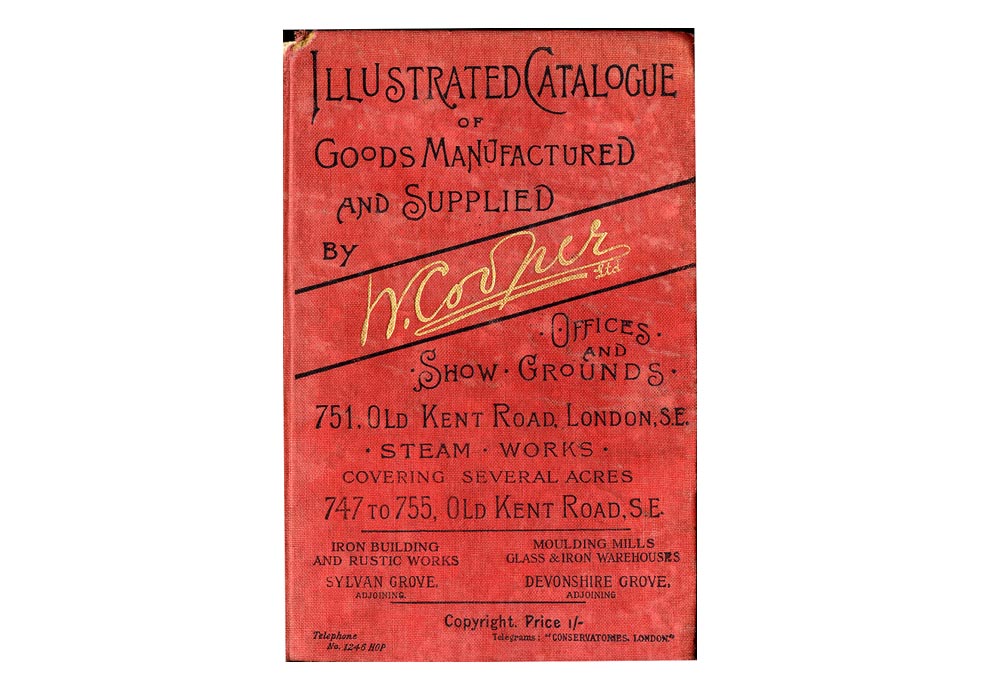 ILLUSTRATED CATALOGUE
OF
GOODS MANUFACTURED
AND SUPPLIED
BY
W. Cooper Ltd
· OFFICES ·
AND
· SHOW · GROUNDS ·
751, OLD KENT ROAD, LONDON, S.E.
· STEAM · WORKS ·
COVERING SEVERAL ACRES
747 TO 755, OLD KENT ROAD, S.E.
IRON BUILDING
AND RUSTIC WORKS
SYLVAN GROVE,
ADJOINING.
MOULDING MILLS
GLASS & IRON WAREHOUSES
DEVONSHIRE GROVE,
ADJOINING
Copyright. Price 1/-
Telephone
No. 1246 HOP
Telegrams: "CONSERVATORIES. LONDON."